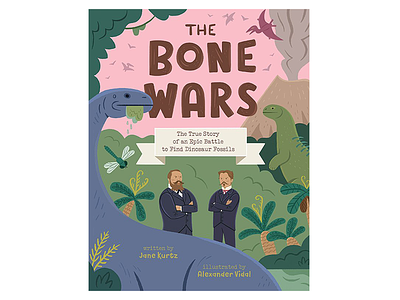 THE
BONE
WARS
The True Story
of an Epic Battle
to Find Dinosaur Fossils
written by
Jane Kurtz
illustrated by
Alexander Vidal